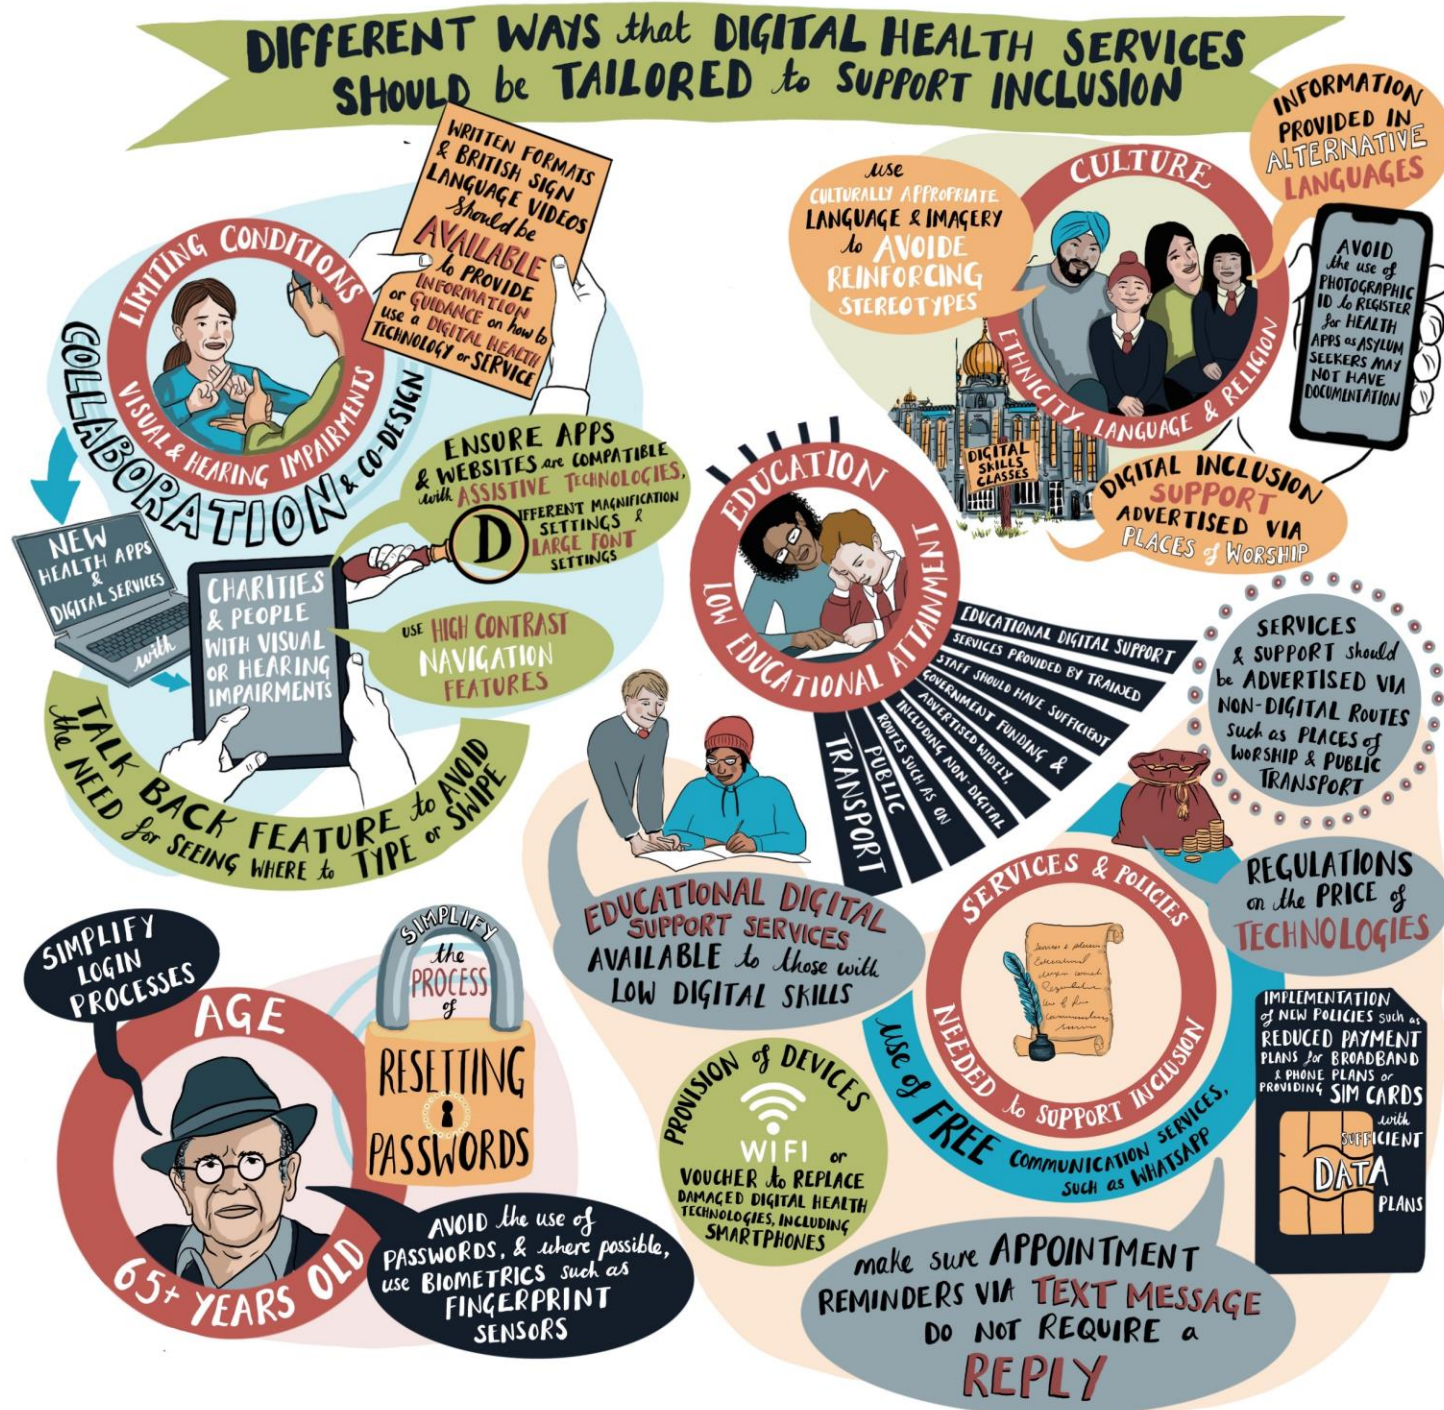 DIFFERENT WAYS that DIGITAL HEALTH SERVICES
SHOULD be TAILORED to SUPPORT INCLUSION
LIMITING CONDITIONS
VISUAL & HEARING IMPAIRMENTS
WRITTEN FORMATS
& BRITISH SIGN
LANGUAGE VIDEOS
Should be
AVAILABLE
to PROVIDE
INFORMATION
or GUIDANCE on how to
use a DIGITAL HEALTH
TECHNOLOGY or SERVICE
COLLABORATION & CO-DESIGN
NEW
HEALTH APPS
&
DIGITAL SERVICES
with
CHARITIES
& PEOPLE
WITH VISUAL
OR HEARING
IMPAIRMENTS
ENSURE APPS
& WEBSITES are COMPATIBLE
with ASSISTIVE TECHNOLOGIES,
DIFFERENT MAGNIFICATION
SETTINGS &
LARGE FONT
SETTINGS
USE HIGH CONTRAST
NAVIGATION
FEATURES
TALK BACK FEATURE to AVOID
the NEED for SEEING WHERE to TYPE or SWIPE
CULTURE
ETHNICITY, LANGUAGE & RELIGION
use
CULTURALLY APPROPRIATE
LANGUAGE & IMAGERY
to AVOIDE
REINFORCING
STEREOTYPES
INFORMATION
PROVIDED IN
ALTERNATIVE
LANGUAGES
AVOID
the use of
PHOTOGRAPHIC
ID to REGISTER
for HEALTH
APPS as ASYLUM
SEEKERS MAY
NOT HAVE
DOCUMENTATION
DIGITAL
SKILLS
CLASSES
DIGITAL INCLUSION
SUPPORT
ADVERTISED VIA
PLACES of WORSHIP
EDUCATION
LOW EDUCATIONAL ATTAINMENT
EDUCATIONAL DIGITAL SUPPORT
SERVICES PROVIDED BY TRAINED
STAFF SHOULD HAVE SUFFICIENT
GOVERNMENT FUNDING &
ADVERTISED WIDELY,
INCLUDING NON-DIGITAL
ROUTES SUCH AS ON
PUBLIC
TRANSPORT
EDUCATIONAL DIGITAL
SUPPORT SERVICES
AVAILABLE to those with
LOW DIGITAL SKILLS
SERVICES
& SUPPORT should
be ADVERTISED VIA
NON-DIGITAL ROUTES
such as PLACES of
WORSHIP & PUBLIC
TRANSPORT
SERVICES & POLICIES
NEEDED to SUPPORT INCLUSION
REGULATIONS
on the PRICE of
TECHNOLOGIES
IMPLEMENTATION
of NEW POLICIES such as
REDUCED PAYMENT
PLANS for BROADBAND
& PHONE PLANS or
PROVIDING SIM CARDS
with
SUFFICIENT
DATA
PLANS
use of FREE COMMUNICATION SERVICES,
SUCH as WHATSAPP
PROVISION of DEVICES
WIFI or
VOUCHER to REPLACE
DAMAGED DIGITAL HEALTH
TECHNOLOGIES, INCLUDING
SMARTPHONES
make sure APPOINTMENT
REMINDERS VIA TEXT MESSAGE
DO NOT REQUIRE a
REPLY
SIMPLIFY
LOGIN
PROCESSES
AGE
65+ YEARS OLD
SIMPLIFY
the
PROCESS
of
RESETTING
PASSWORDS
AVOID the use of
PASSWORDS, & where possible,
use BIOMETRICS such as
FINGERPRINT
SENSORS